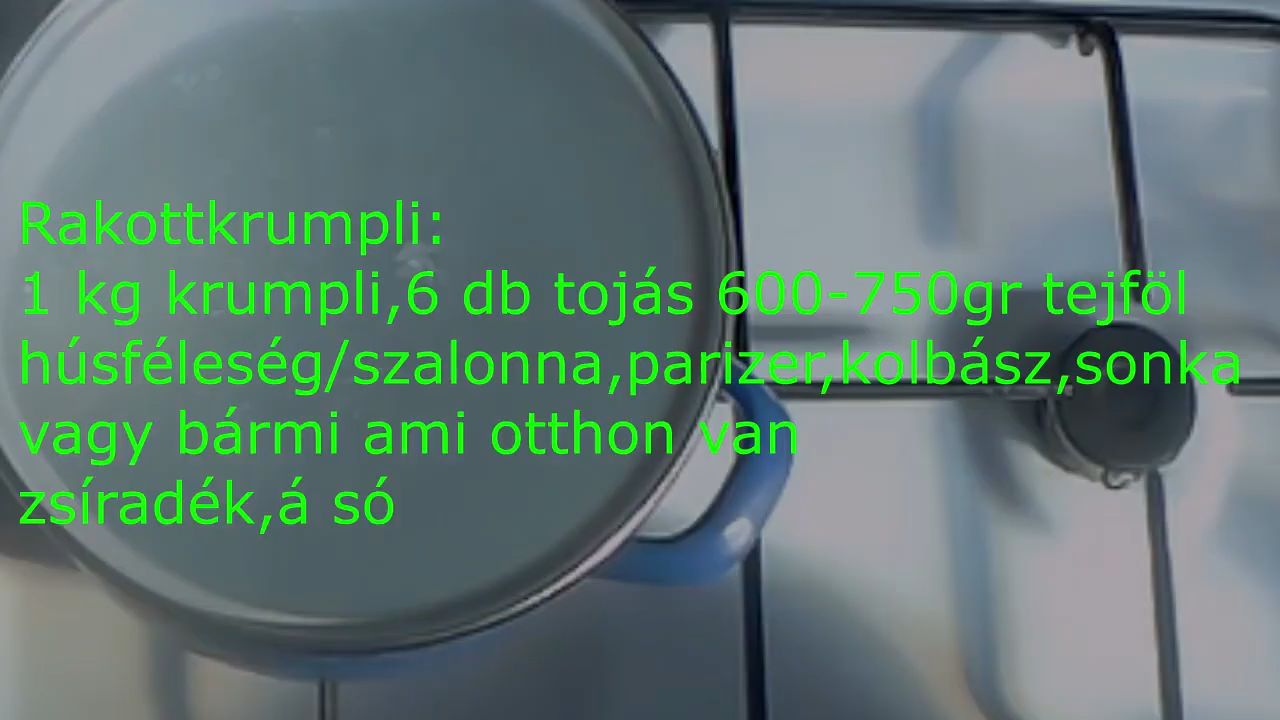 Rakottkrumpli:
1 kg krumpli,6 db tojás 600-750gr tejföl
húsféleség/szalonna,parizer,kolbász,sonka
vagy bármi ami otthon van
zsíradék,á só